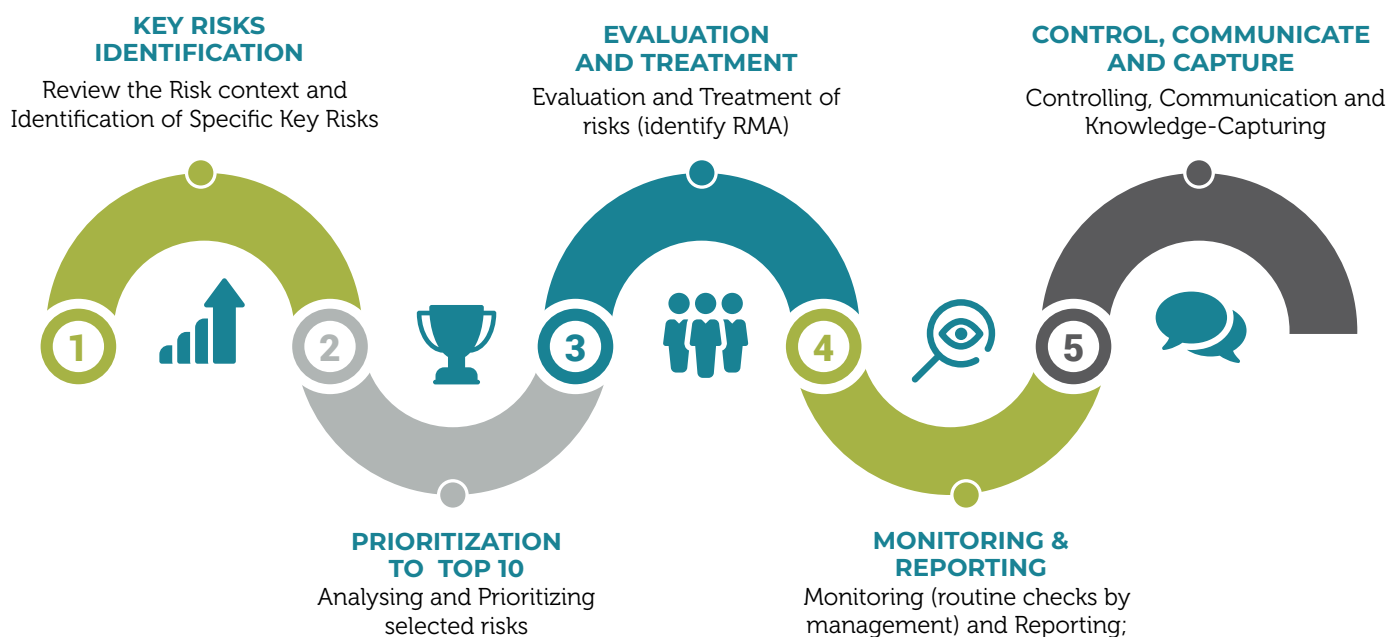 KEY RISKS
IDENTIFICATION
Review the Risk context and
Identification of Specific Key Risks
1
2
PRIORITIZATION
TO TOP 10
Analysing and Prioritizing
selected risks
EVALUATION
AND TREATMENT
Evaluation and Treatment of
risks (identify RMA)
3
4
MONITORING &
REPORTING
Monitoring (routine checks by
management) and Reporting;
CONTROL, COMMUNICATE
AND CAPTURE
Controlling, Communication and
Knowledge-Capturing
5